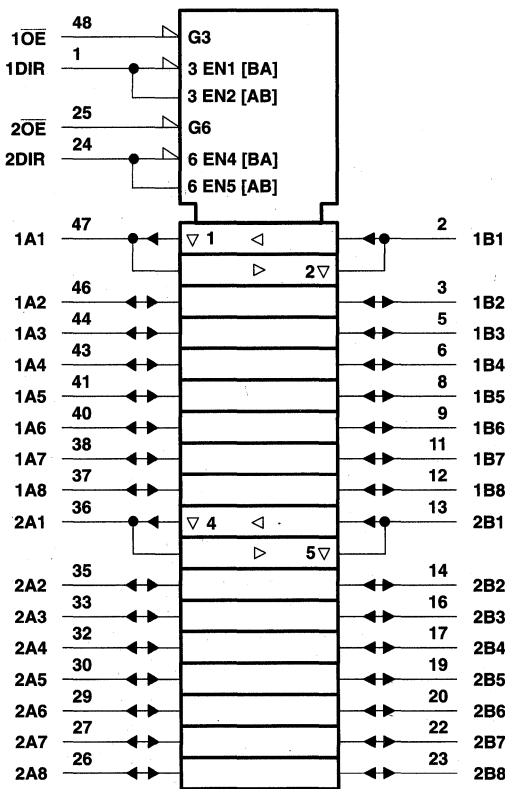 48
1O̅E̅ G3
1
1DIR 3 EN1 [BA]
3 EN2 [AB]
25
2O̅E̅ G6
24
2DIR 6 EN4 [BA]
6 EN5 [AB]
47 2
1A1 ▽ 1 ◁ 1B1
▷ 2 ▽
46 3
1A2 1B2
44 5
1A3 1B3
43 6
1A4 1B4
41 8
1A5 1B5
40 9
1A6 1B6
38 11
1A7 1B7
37 12
1A8 1B8
36 13
2A1 ▽ 4 ◁ 2B1
▷ 5 ▽
35 14
2A2 2B2
33 16
2A3 2B3
32 17
2A4 2B4
30 19
2A5 2B5
29 20
2A6 2B6
27 22
2A7 2B7
26 23
2A8 2B8